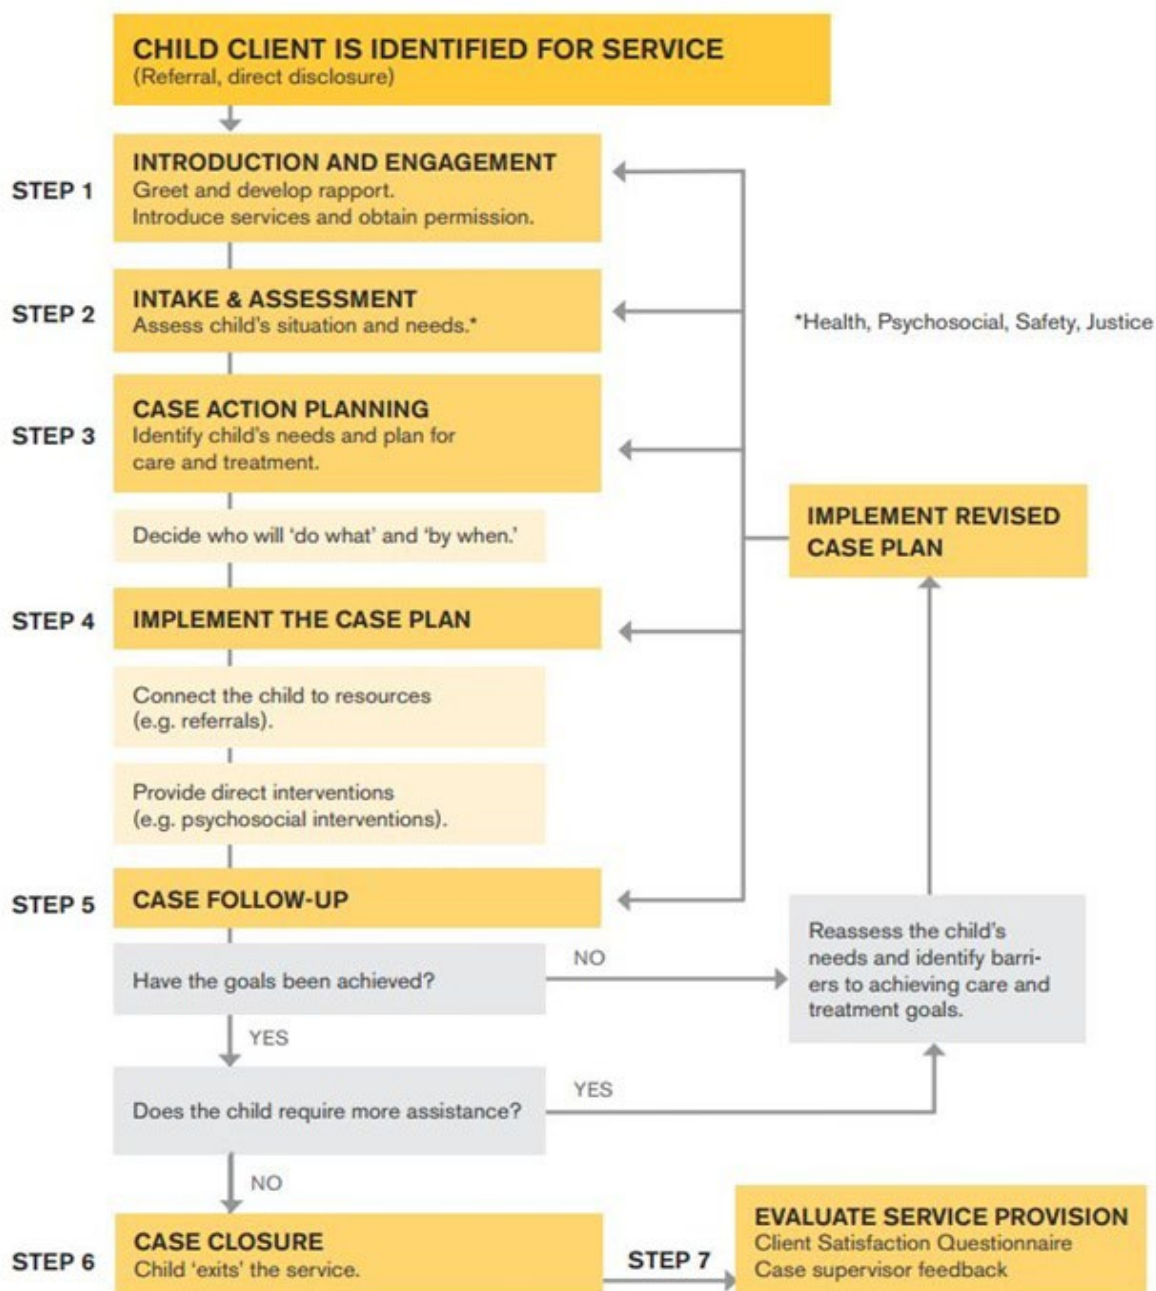 CHILD CLIENT IS IDENTIFIED FOR SERVICE
(Referral, direct disclosure)
STEP 1
INTRODUCTION AND ENGAGEMENT
Greet and develop rapport.
Introduce services and obtain permission.
STEP 2
INTAKE & ASSESSMENT
Assess child's situation and needs.*
*Health, Psychosocial, Safety, Justice
STEP 3
CASE ACTION PLANNING
Identify child's needs and plan for
care and treatment.
Decide who will 'do what' and 'by when.'
IMPLEMENT REVISED
CASE PLAN
STEP 4
IMPLEMENT THE CASE PLAN
Connect the child to resources
(e.g. referrals).
Provide direct interventions
(e.g. psychosocial interventions).
STEP 5
CASE FOLLOW-UP
Have the goals been achieved?
NO
Reassess the child's
needs and identify barri-
ers to achieving care and
treatment goals.
YES
Does the child require more assistance?
YES
NO
STEP 6
CASE CLOSURE
Child 'exits' the service.
STEP 7
EVALUATE SERVICE PROVISION
Client Satisfaction Questionnaire
Case supervisor feedback